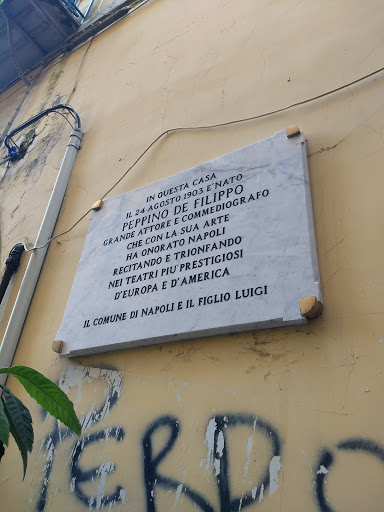 IN QUESTA CASA
IL 24 AGOSTO 1903 E' NATO
PEPPINO DE FILIPPO
GRANDE ATTORE E COMMEDIOGRAFO
CHE CON LA SUA ARTE
HA ONORATO NAPOLI
RECITANDO E TRIONFANDO
NEI TEATRI PIU' PRESTIGIOSI
D'EUROPA E D'AMERICA
IL COMUNE DI NAPOLI E IL FIGLIO LUIGI